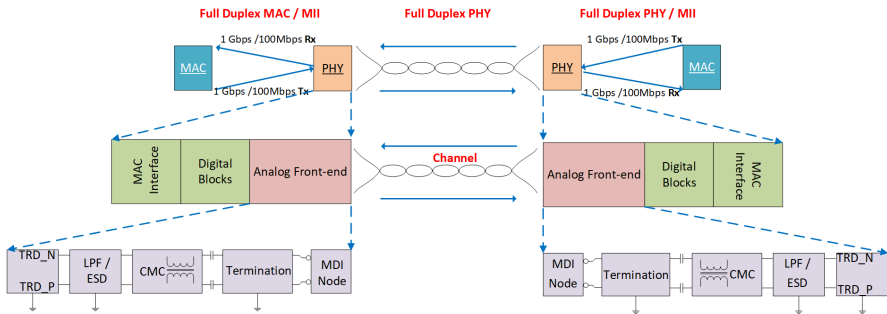 Full Duplex MAC / MII
Full Duplex PHY
Full Duplex PHY / MII
1 Gbps /100Mbps Rx
1 Gbps /100Mbps Tx
MAC
PHY
PHY
MAC
1 Gbps /100Mbps Tx
1 Gbps /100Mbps Rx
MAC
Interface
Digital
Blocks
Analog Front-end
Channel
Analog Front-end
Digital
Blocks
MAC
Interface
TRD_N
TRD_P
LPF /
ESD
CMC
Termination
MDI
Node
MDI
Node
Termination
CMC
LPF /
ESD
TRD_N
TRD_P